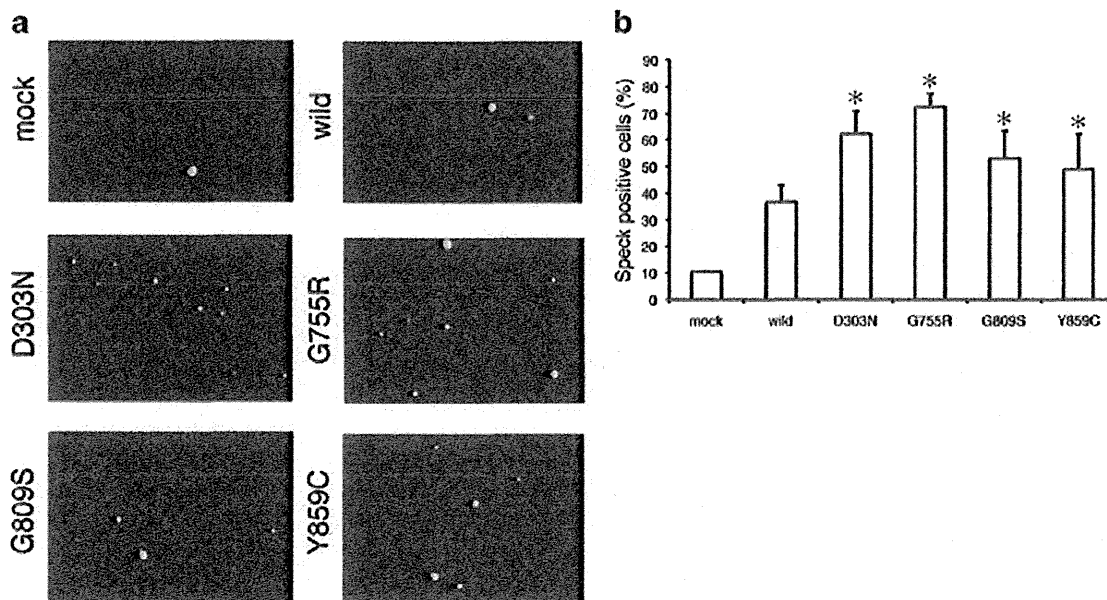 a
mock
wild
D303N
G755R
G809S
Y859C
b
Speck positive cells (%)
90
80
70
60
50
40
30
20
10
0
*
*
*
*
mock
wild
D303N
G755R
G809S
Y859C